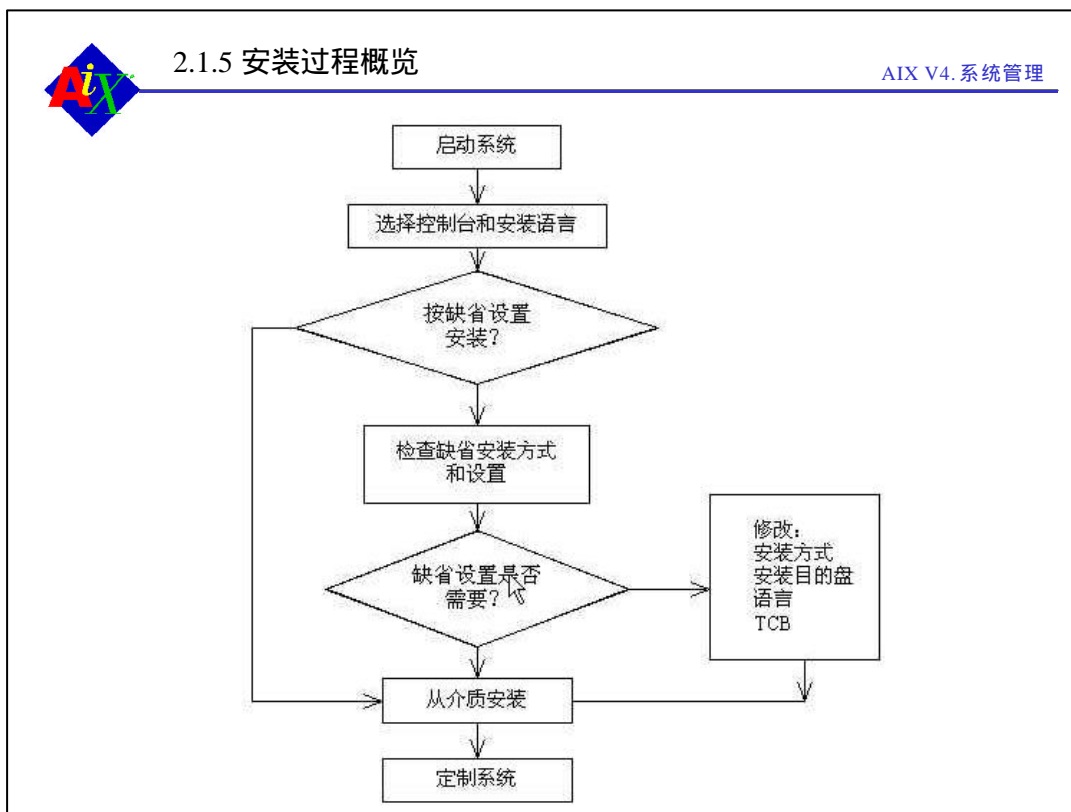 AiX
2.1.5 安装过程概览
AIX V4.系统管理
启动系统
选择控制台和安装语言
按缺省设置
安装？
检查缺省安装方式
和设置
缺省设置是否
需要？
修改：
安装方式
安装目的盘
语言
TCB
从介质安装
定制系统